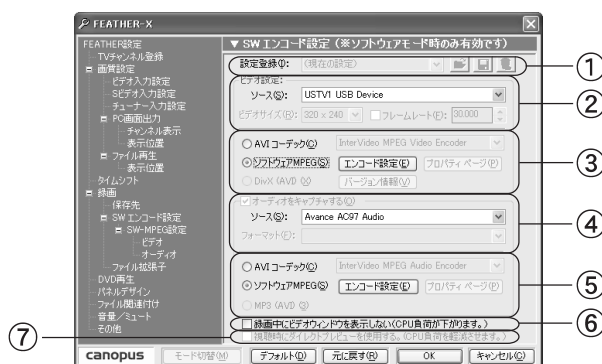 FEATHER-X
FEATHER設定
TVチャンネル登録
画質設定
ビデオ入力設定
Sビデオ入力設定
チューナー入力設定
PC画面出力
チャンネル表示
表示位置
ファイル再生
表示位置
タイムシフト
録画
保存先
SW エンコード設定
SW-MPEG設定
ビデオ
オーディオ
ファイル拡張子
DVD再生
パネルデザイン
ファイル関連付け
音量／ミュート
その他
▼ SW エンコード設定 (※ソフトウェアモード時のみ有効です)
設定登録(I): (現在の設定)
①
ビデオ設定:
ソース(S): USTV1 USB Device
ビデオサイズ(R): 320 x 240 フレームレート(F): 30.000
②
AVI コーデック(C) InterVideo MPEG Video Encoder
ソフトウェアMPEG(S) エンコード設定(E) プロパティ ページ(P)
DivX (AVI) バージョン情報(V)
③
オーディオをキャプチャする(O)
ソース(S): Avance AC97 Audio
フォーマット(F):
④
AVI コーデック(C) InterVideo MPEG Audio Encoder
ソフトウェアMPEG(S) エンコード設定(E) プロパティ ページ(P)
MP3 (AVI)
⑤
録画中にビデオウィンドウを表示しない(CPU負荷が下がります。)
⑥
視聴時にダイレクトプレビューを使用する。(CPU負荷を軽減させます。)
⑦
canopus モード切替(M) デフォルト(D) 元に戻す(R) OK キャンセル(C)